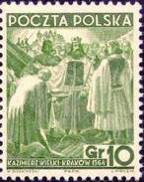 POCZTA POLSKA
Gr 10
KAZIMIERZ WIELKI-KRAKÓW 1364